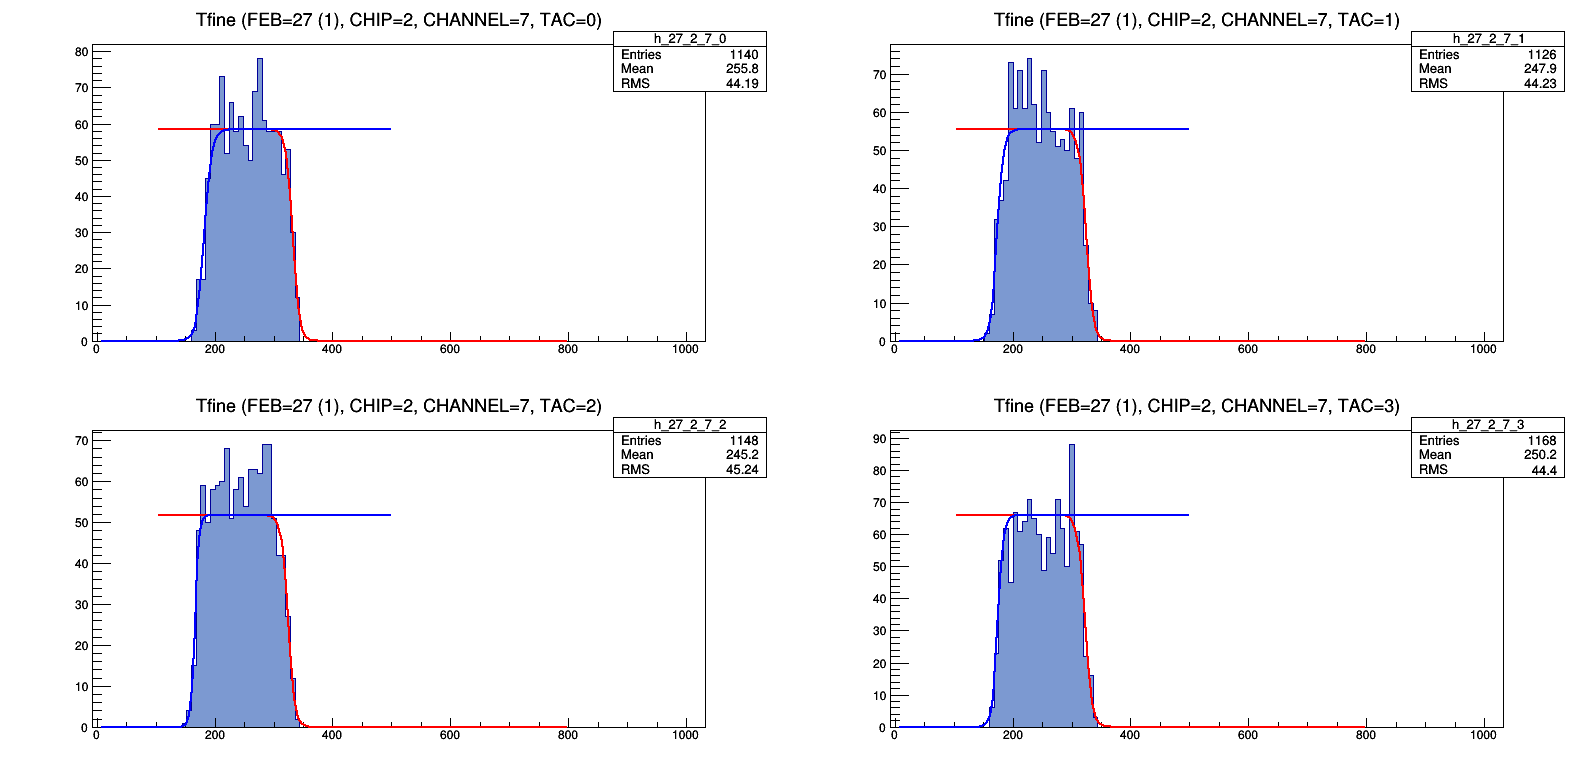 Tfine (FEB=27 (1), CHIP=2, CHANNEL=7, TAC=0)
h_27_2_7_0
Entries 1140
Mean 255.8
RMS 44.19
80
70
60
50
40
30
20
10
0
0 200 400 600 800 1000
Tfine (FEB=27 (1), CHIP=2, CHANNEL=7, TAC=1)
h_27_2_7_1
Entries 1126
Mean 247.9
RMS 44.23
70
60
50
40
30
20
10
0
0 200 400 600 800 1000
Tfine (FEB=27 (1), CHIP=2, CHANNEL=7, TAC=2)
h_27_2_7_2
Entries 1148
Mean 245.2
RMS 45.24
70
60
50
40
30
20
10
0
0 200 400 600 800 1000
Tfine (FEB=27 (1), CHIP=2, CHANNEL=7, TAC=3)
h_27_2_7_3
Entries 1168
Mean 250.2
RMS 44.4
90
80
70
60
50
40
30
20
10
0
0 200 400 600 800 1000